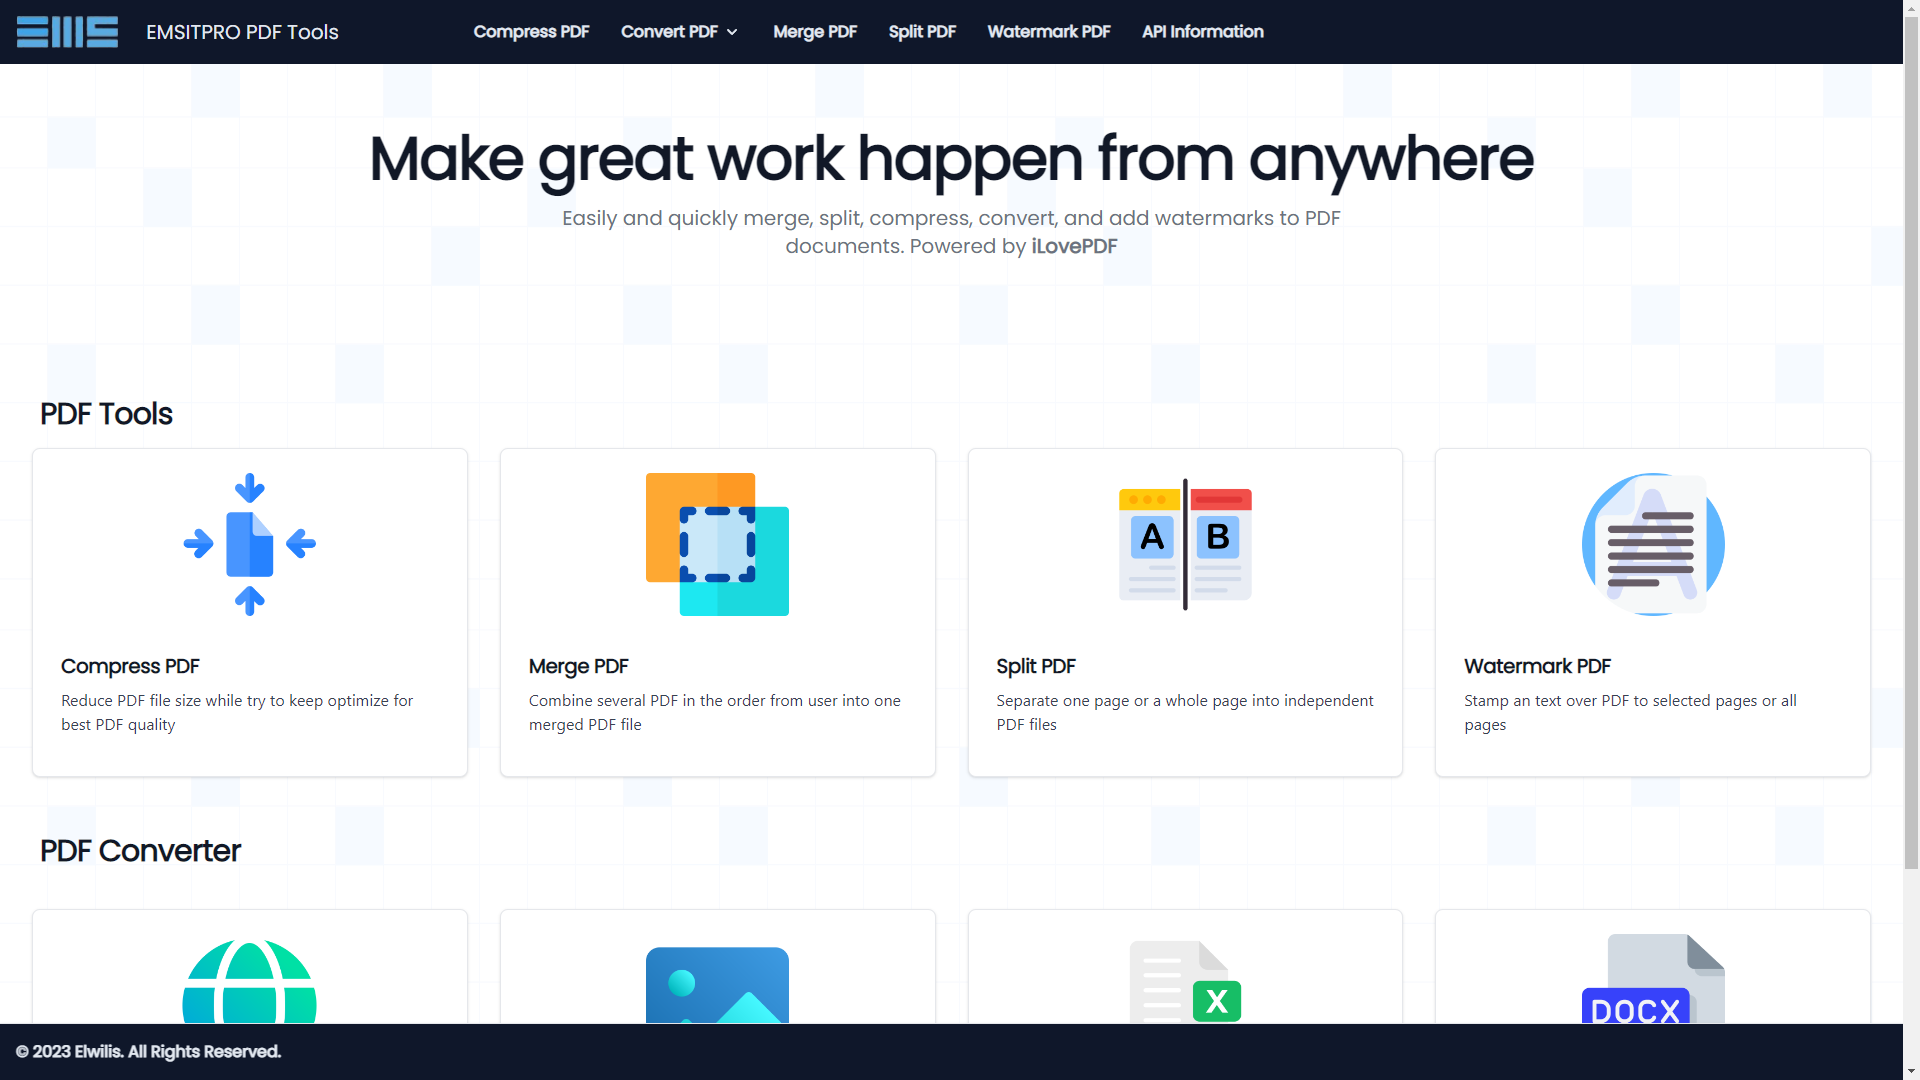 EMS
EMSITPRO PDF Tools
Compress PDF
Convert PDF
Merge PDF
Split PDF
Watermark PDF
API Information
Make great work happen from anywhere
Easily and quickly merge, split, compress, convert, and add watermarks to PDF
documents. Powered by iLovePDF
PDF Tools
A B
A
Compress PDF
Reduce PDF file size while try to keep optimize for
best PDF quality
Merge PDF
Combine several PDF in the order from user into one
merged PDF file
Split PDF
Separate one page or a whole page into independent
PDF files
Watermark PDF
Stamp an text over PDF to selected pages or all
pages
PDF Converter
X
DOCX
© 2023 Elwilis. All Rights Reserved.